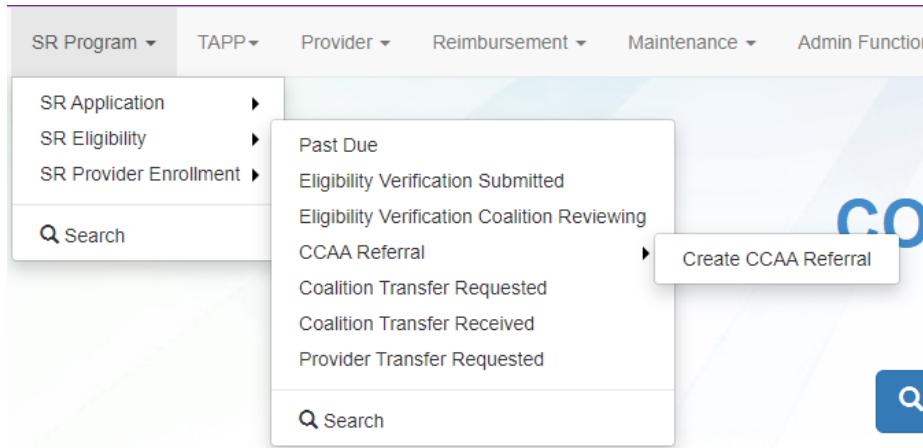 SR Program
TAPP
Provider
Reimbursement
Maintenance
Admin Function
SR Application
SR Eligibility
SR Provider Enrollment
Search
Past Due
Eligibility Verification Submitted
Eligibility Verification Coalition Reviewing
CCAA Referral
Coalition Transfer Requested
Coalition Transfer Received
Provider Transfer Requested
Search
Create CCAA Referral
CO